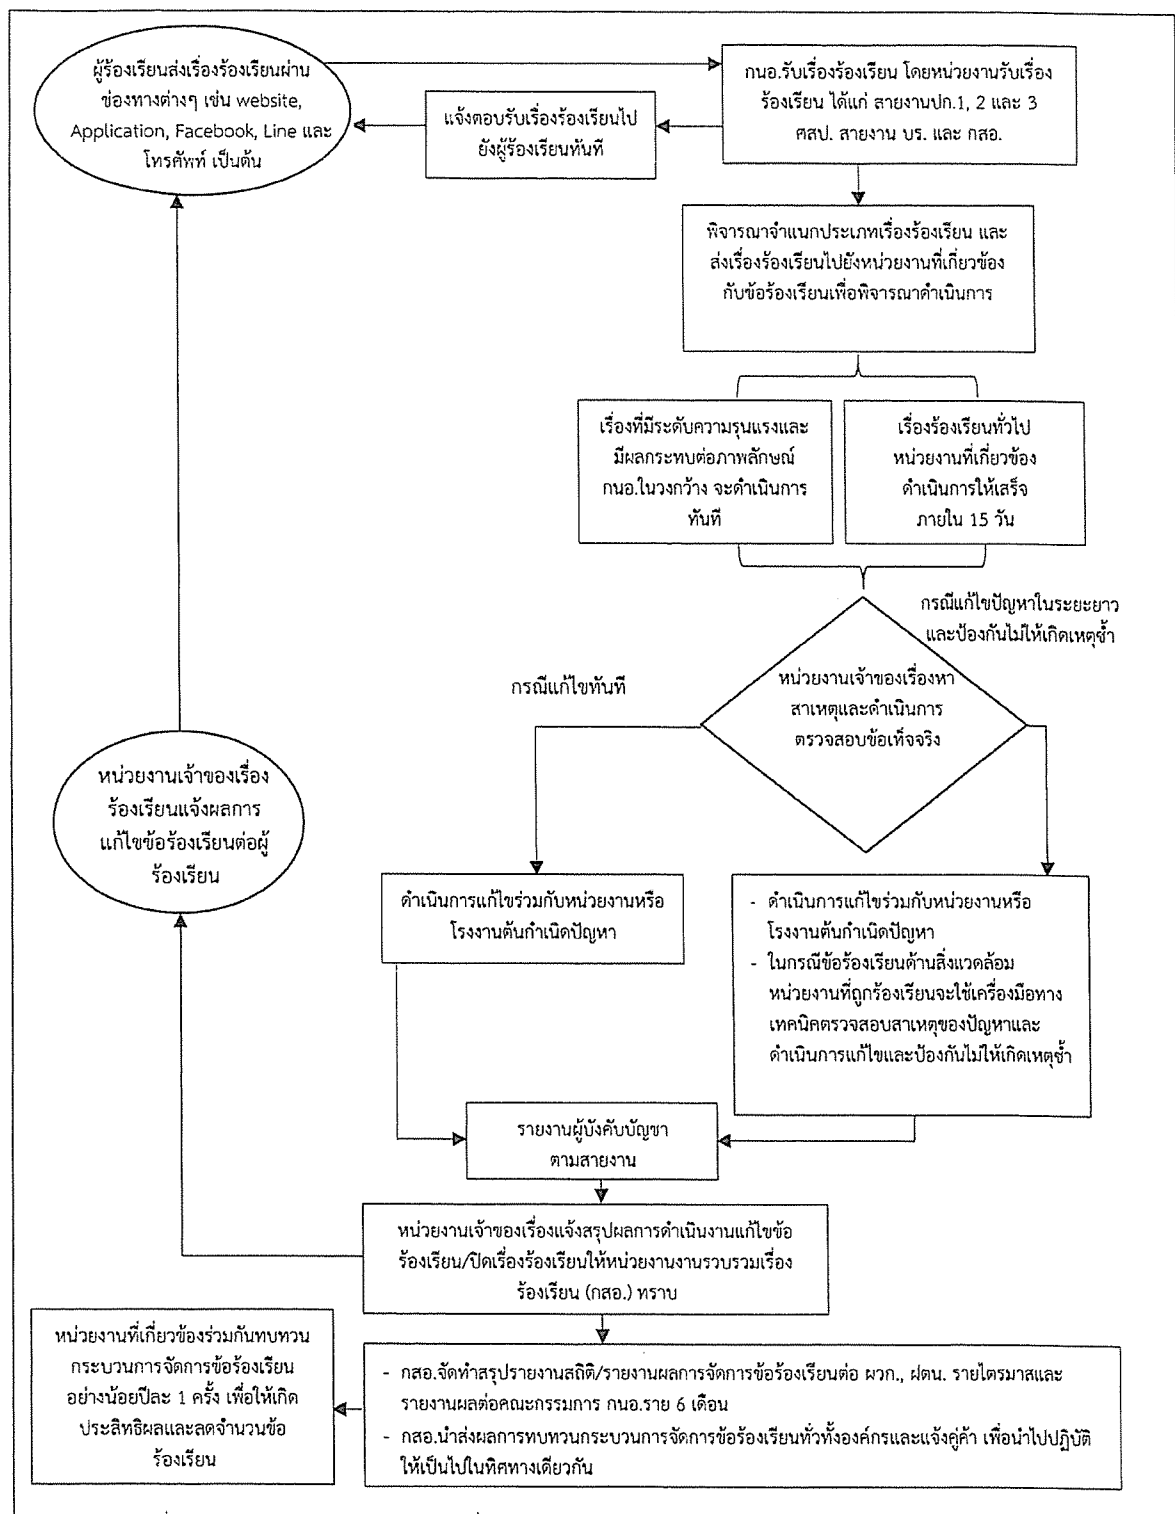 ผู้ร้องเรียนส่งเรื่องร้องเรียนผ่าน
ช่องทางต่างๆ เช่น website,
Application, Facebook, Line และ
โทรศัพท์ เป็นต้น
แจ้งตอบรับเรื่องร้องเรียนไป
ยังผู้ร้องเรียนทันที
กนอ.รับเรื่องร้องเรียน โดยหน่วยงานรับเรื่อง
ร้องเรียน ได้แก่ สายงานปก.1, 2 และ 3
ศสป. สายงาน บร. และ กสอ.
พิจารณาจำแนกประเภทเรื่องร้องเรียน และ
ส่งเรื่องร้องเรียนไปยังหน่วยงานที่เกี่ยวข้อง
กับข้อร้องเรียนเพื่อพิจารณาดำเนินการ
เรื่องที่มีระดับความรุนแรงและ
มีผลกระทบต่อภาพลักษณ์
กนอ.ในวงกว้าง จะดำเนินการ
ทันที
เรื่องร้องเรียนทั่วไป
หน่วยงานที่เกี่ยวข้อง
ดำเนินการให้เสร็จ
ภายใน 15 วัน
กรณีแก้ไขปัญหาในระยะยาว
และป้องกันไม่ให้เกิดเหตุซ้ำ
กรณีแก้ไขทันที
หน่วยงานเจ้าของเรื่องหา
สาเหตุและดำเนินการ
ตรวจสอบข้อเท็จจริง
หน่วยงานเจ้าของเรื่อง
ร้องเรียนแจ้งผลการ
แก้ไขข้อร้องเรียนต่อผู้
ร้องเรียน
ดำเนินการแก้ไขร่วมกับหน่วยงานหรือ
โรงงานต้นกำเนิดปัญหา
- ดำเนินการแก้ไขร่วมกับหน่วยงานหรือ
โรงงานต้นกำเนิดปัญหา
- ในกรณีข้อร้องเรียนด้านสิ่งแวดล้อม
หน่วยงานที่ถูกร้องเรียนจะใช้เครื่องมือทาง
เทคนิคตรวจสอบสาเหตุของปัญหาและ
ดำเนินการแก้ไขและป้องกันไม่ให้เกิดเหตุซ้ำ
รายงานผู้บังคับบัญชา
ตามสายงาน
หน่วยงานเจ้าของเรื่องแจ้งสรุปผลการดำเนินงานแก้ไขข้อ
ร้องเรียน/ปิดเรื่องร้องเรียนให้หน่วยงานงานรวบรวมเรื่อง
ร้องเรียน (กสอ.) ทราบ
หน่วยงานที่เกี่ยวข้องร่วมกันทบทวน
กระบวนการจัดการข้อร้องเรียน
อย่างน้อยปีละ 1 ครั้ง เพื่อให้เกิด
ประสิทธิผลและลดจำนวนข้อ
ร้องเรียน
- กสอ.จัดทำสรุปรายงานสถิติ/รายงานผลการจัดการข้อร้องเรียนต่อ ผวก., ฝตน. รายไตรมาสและ
รายงานผลต่อคณะกรรมการ กนอ.ราย 6 เดือน
- กสอ.นำส่งผลการทบทวนกระบวนการจัดการข้อร้องเรียนทั่วทั้งองค์กรและแจ้งคู่ค้า เพื่อนำไปปฏิบัติ
ให้เป็นไปในทิศทางเดียวกัน